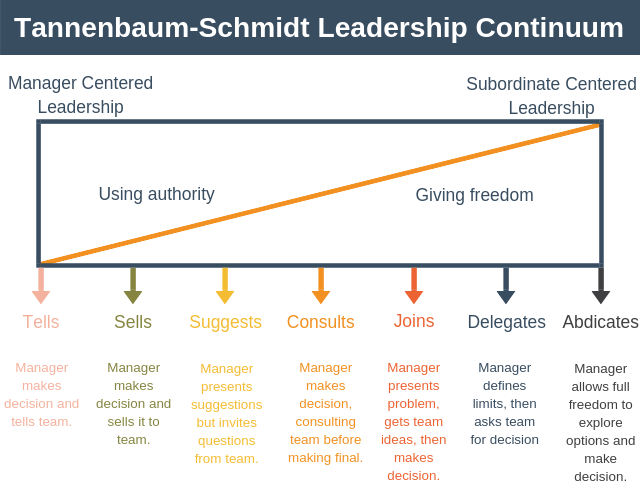 Tannenbaum-Schmidt Leadership Continuum
Manager Centered
Leadership
Subordinate Centered
Leadership
Using authority
Giving freedom
Tells
Sells
Suggests
Consults
Joins
Delegates
Abdicates
Manager
makes
decision and
tells team.
Manager
makes
decision and
sells it to
team.
Manager
presents
suggestions
but invites
questions
from team.
Manager
makes
decision,
consulting
team before
making final.
Manager
presents
problem,
gets team
ideas, then
makes
decision.
Manager
defines
limits, then
asks team
for decision
Manager
allows full
freedom to
explore
options and
make
decision.